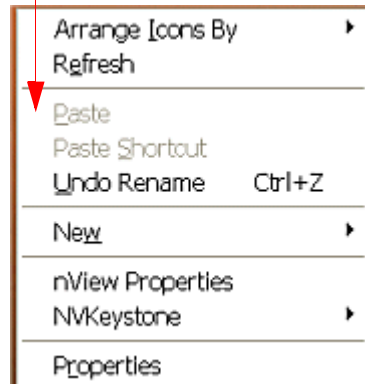 Arrange Icons By
Refresh
Paste
Paste Shortcut
Undo Rename Ctrl+Z
New
nView Properties
NVKeystone
Properties